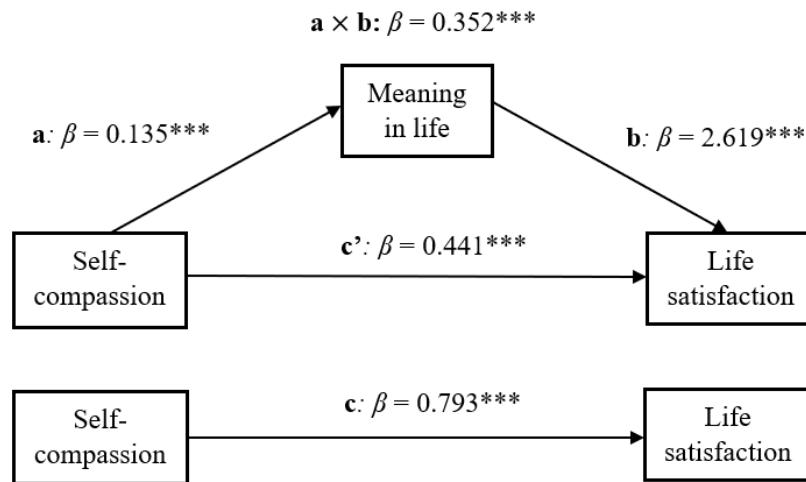 a × b: β = 0.352***
Meaning
in life
a: β = 0.135***
b: β = 2.619***
Self-
compassion
c’: β = 0.441***
Life
satisfaction
Self-
compassion
c: β = 0.793***
Life
satisfaction